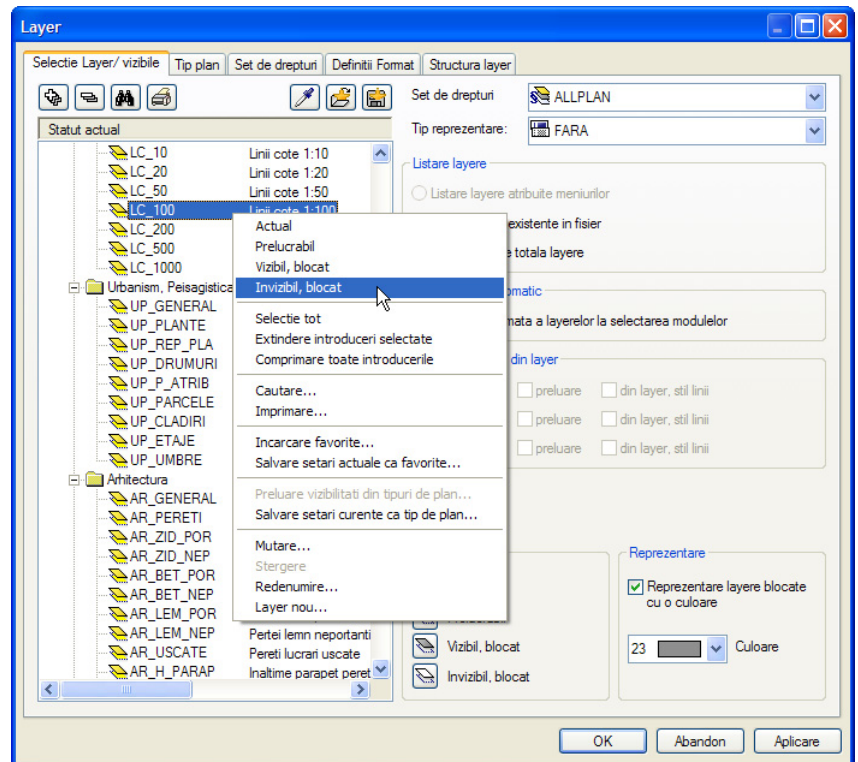 Layer
Selectie Layer/ vizibile
Tip plan
Set de drepturi
Definitii Format
Structura layer
Set de drepturi
ALLPLAN
Statut actual
Tip reprezentare:
FARA
LC_10 Linii cote 1:10
LC_20 Linii cote 1:20
LC_50 Linii cote 1:50
LC_100 Linii cote 1:100
LC_200
LC_500
LC_1000
Urbanism, Peisagistica
UP_GENERAL
UP_PLANTE
UP_REP_PLA
UP_DRUMURI
UP_P_ATRIB
UP_PARCELE
UP_CLADIRI
UP_ETAJE
UP_UMBRE
Arhitectura
AR_GENERAL
AR_PERETI
AR_ZID_POR
AR_ZID_NEP
AR_BET_POR
AR_BET_NEP
AR_LEM_POR
AR_LEM_NEP Pertei lemn neportanti
AR_USCATE Pereti lucrari uscate
AR_H_PARAP Inaltime parapet peret
Actual
Prelucrabil
Vizibil, blocat
Invizibil, blocat
Selectie tot
Extindere introduceri selectate
Comprimare toate introducerile
Cautare...
Imprimare...
Incarcare favorite...
Salvare setari actuale ca favorite...
Preluare vizibilitati din tipuri de plan...
Salvare setari curente ca tip de plan...
Mutare...
Stergere
Redenumire...
Layer nou...
Listare layere
Listare layere atribuite meniurilor
existente in fisier
totala layere
a layerelor la selectarea modulelor
din layer
preluare din layer, stil linii
preluare din layer, stil linii
preluare din layer, stil linii
Vizibil, blocat
Invizibil, blocat
Reprezentare
Reprezentare layere blocate
cu o culoare
23 Culoare
OK
Abandon
Aplicare